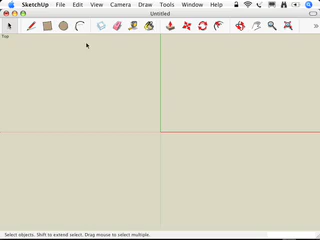 SketchUp File Edit View Camera Draw Tools Window Help
Untitled
Top
Select objects. Shift to extend select. Drag mouse to select multiple.